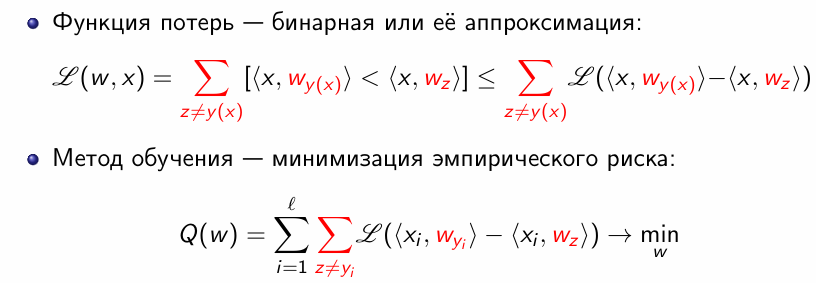 Функция потерь — бинарная или её аппроксимация:
ℒ(w, x) = ∑_{z≠y(x)} [⟨x, w_{y(x)}⟩ < ⟨x, w_z⟩] ≤ ∑_{z≠y(x)} ℒ(⟨x, w_{y(x)}⟩−⟨x, w_z⟩)
Метод обучения — минимизация эмпирического риска:
Q(w) = ∑_{i=1}^{ℓ} ∑_{z≠y_i} ℒ(⟨x_i, w_{y_i}⟩ − ⟨x_i, w_z⟩) → min_w